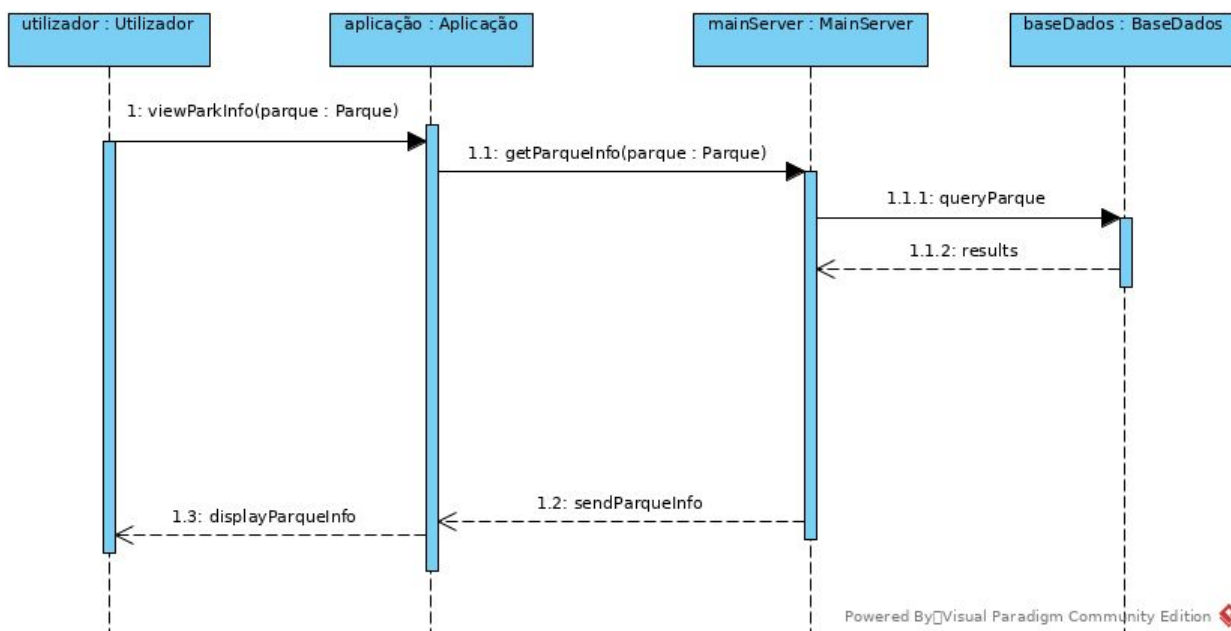 utilizador : Utilizador
aplicação : Aplicação
mainServer : MainServer
baseDados : BaseDados
1: viewParkInfo(parque : Parque)
1.1: getParqueInfo(parque : Parque)
1.1.1: queryParque
1.1.2: results
1.2: sendParqueInfo
1.3: displayParqueInfo
Powered By Visual Paradigm Community Edition